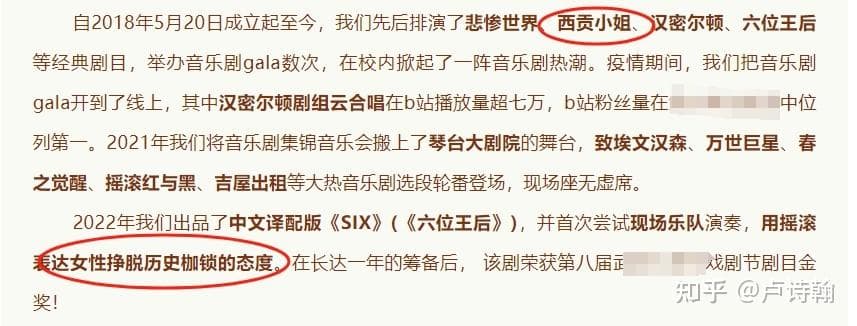 自2018年5月20日成立起至今，我们先后排演了悲惨世界、西贡小姐、汉密尔顿、六位王后
等经典剧目，举办音乐剧gala数次，在校内掀起了一阵音乐剧热潮。疫情期间，我们把音乐剧
gala开到了线上，其中汉密尔顿剧组云合唱在b站播放量超七万，b站粉丝量在中位
列第一。2021年我们将音乐剧集锦音乐会搬上了琴台大剧院的舞台，致埃文汉森、万世巨星、春
之觉醒、摇滚红与黑、吉屋出租等大热音乐剧选段轮番登场，现场座无虚席。
2022年我们出品了中文译配版《SIX》(《六位王后》)，并首次尝试现场乐队演奏，用摇滚
表达女性挣脱历史枷锁的态度。在长达一年的筹备后， 该剧荣获第八届武戏剧节剧目金
奖！
知乎 @卢诗翰